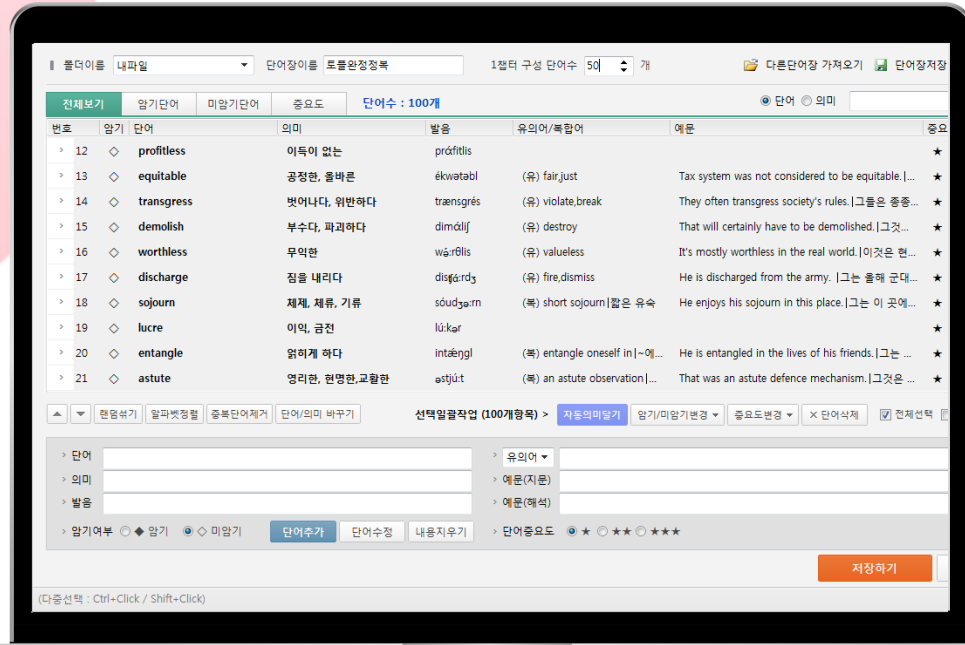 폴더이름 내파일 단어장이름 토플완정정복 1챕터 구성 단어수 50 개 다른단어장 가져오기 단어장저장
전체보기 암기단어 미암기단어 중요도 단어수 : 100개 단어 의미
번호 암기 단어 의미 발음 유의어/복합어 예문 중요
12 ◇ profitless 이득이 없는 práfitlis ★
13 ◇ equitable 공정한, 올바른 ékwətəbl (유) fair,just Tax system was not considered to be equitable.|... ★
14 ◇ transgress 벗어나다, 위반하다 trænsgrés (유) violate,break They often transgress society's rules.|그들은 종종... ★
15 ◇ demolish 부수다, 파괴하다 dimáliʃ (유) destroy That will certainly have to be demolished.|그것... ★
16 ◇ worthless 무익한 wə́ːrθlis (유) valueless It's mostly worthless in the real world.|이것은 현... ★
17 ◇ discharge 짐을 내리다 (유) fire,dismiss He is discharged from the army. |그는 올해 군대... ★
18 ◇ sojourn 체제, 체류, 기류 sóudʒəːrn (복) short sojourn|짧은 유숙 He enjoys his sojourn in this place.|그는 이 곳에... ★
19 ◇ lucre 이익, 금전 lúːkər ★
20 ◇ entangle 얽히게 하다 intǽŋgl (복) entangle oneself in|~에... He is entangled in the lives of his friends.|그는 ... ★
21 ◇ astute 영리한, 현명한,교활한 əstjúːt (복) an astute observation|... That was an astute defence mechanism.|그것은 ... ★
랜덤섞기 알파벳정렬 중복단어제거 단어/의미 바꾸기 선택일괄작업 (100개항목) > 자동의미달기 암기/미암기변경 ▼ 중요도변경 ▼ × 단어삭제 전체선택
단어 유의어 ▼
의미 예문(지문)
발음 예문(해석)
암기여부 ◆ 암기 ◇ 미암기 단어추가 단어수정 내용지우기 단어중요도 ★ ★★ ★★★
저장하기
(다중선택 : Ctrl+Click / Shift+Click)